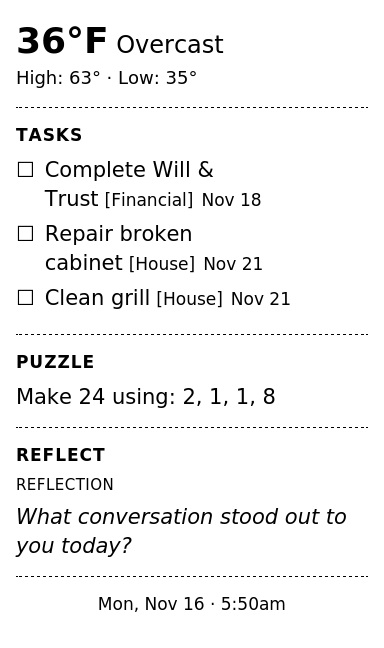 36°F Overcast
High: 63° · Low: 35°
TASKS
☐ Complete Will &
Trust [Financial] Nov 18
☐ Repair broken
cabinet [House] Nov 21
☐ Clean grill [House] Nov 21
PUZZLE
Make 24 using: 2, 1, 1, 8
REFLECT
REFLECTION
What conversation stood out to
you today?
Mon, Nov 16 · 5:50am